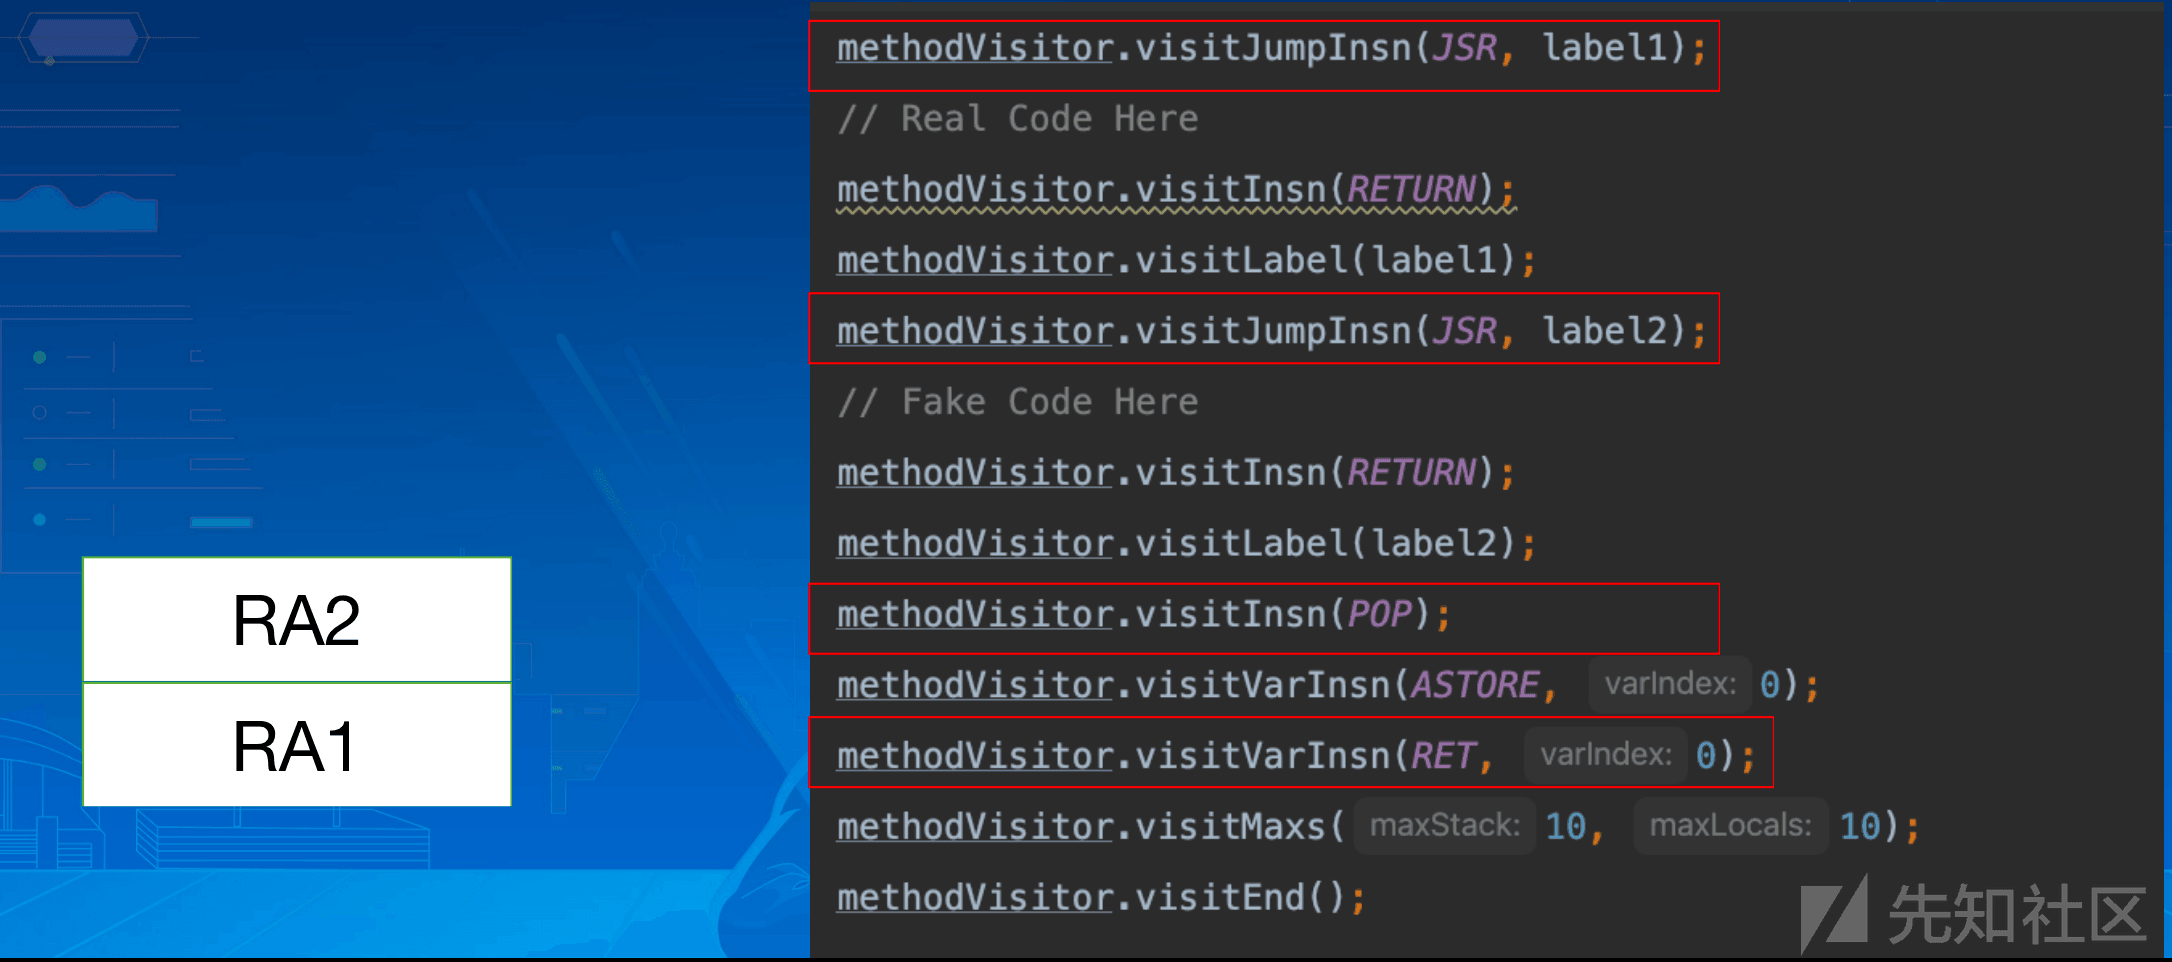 methodVisitor.visitJumpInsn(JSR, label1);
// Real Code Here
methodVisitor.visitInsn(RETURN);
methodVisitor.visitLabel(label1);
methodVisitor.visitJumpInsn(JSR, label2);
// Fake Code Here
methodVisitor.visitInsn(RETURN);
methodVisitor.visitLabel(label2);
methodVisitor.visitInsn(POP);
methodVisitor.visitVarInsn(ASTORE, varIndex: 0);
methodVisitor.visitVarInsn(RET, varIndex: 0);
methodVisitor.visitMaxs( maxStack: 10, maxLocals: 10);
methodVisitor.visitEnd();
RA2
RA1
先知社区